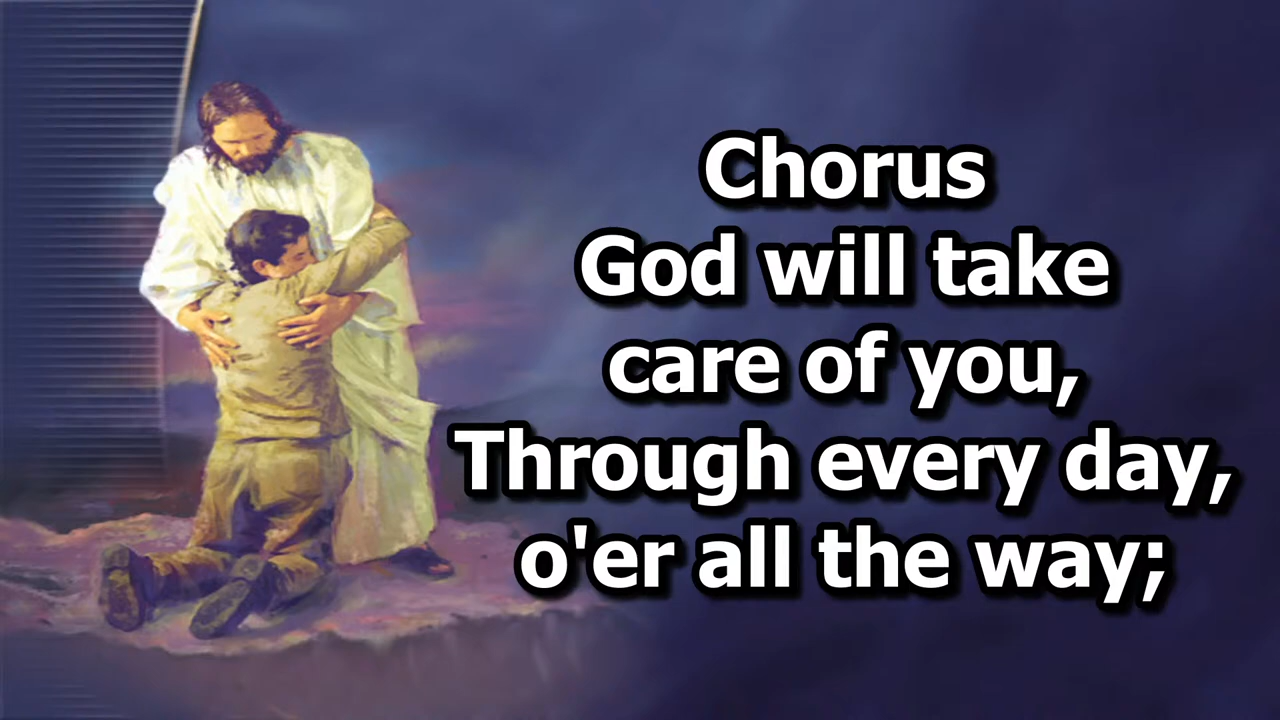 Chorus
God will take
care of you,
Through every day,
o'er all the way;